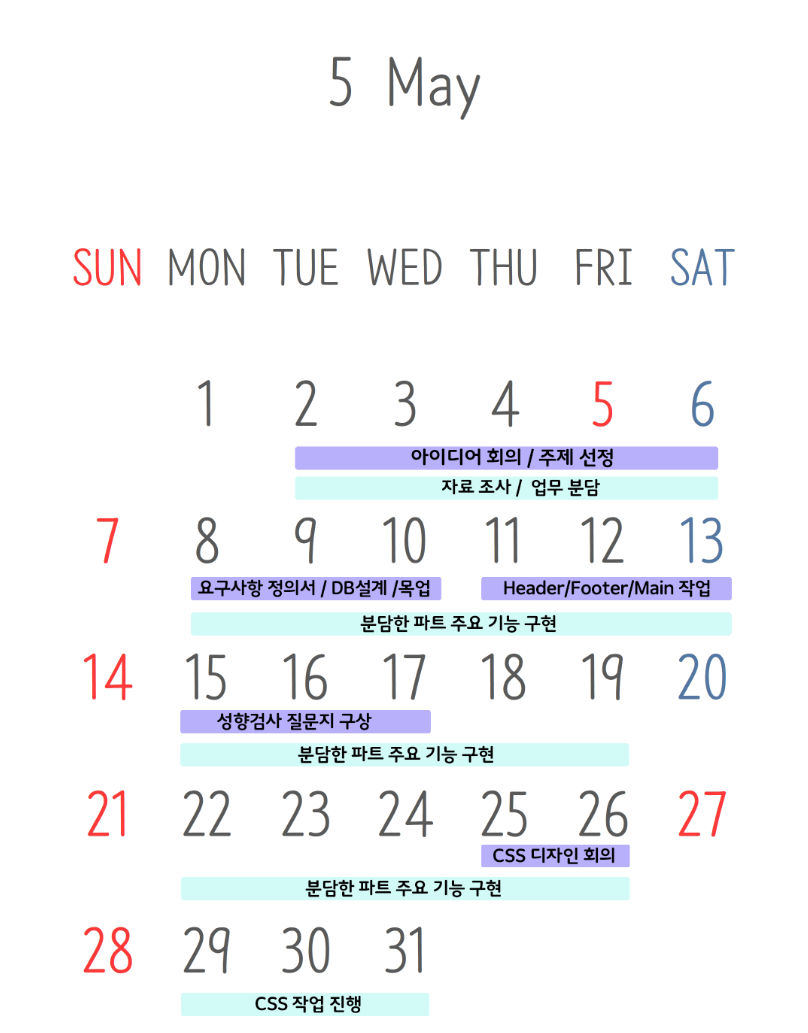 5 May
SUN MON TUE WED THU FRI SAT
1 2 3 4 5 6
아이디어 회의 / 주제 선정
자료 조사 / 업무 분담
7 8 9 10 11 12 13
요구사항 정의서 / DB설계 /목업 Header/Footer/Main 작업
분담한 파트 주요 기능 구현
14 15 16 17 18 19 20
성향검사 질문지 구상
분담한 파트 주요 기능 구현
21 22 23 24 25 26 27
CSS 디자인 회의
분담한 파트 주요 기능 구현
28 29 30 31
CSS 작업 진행